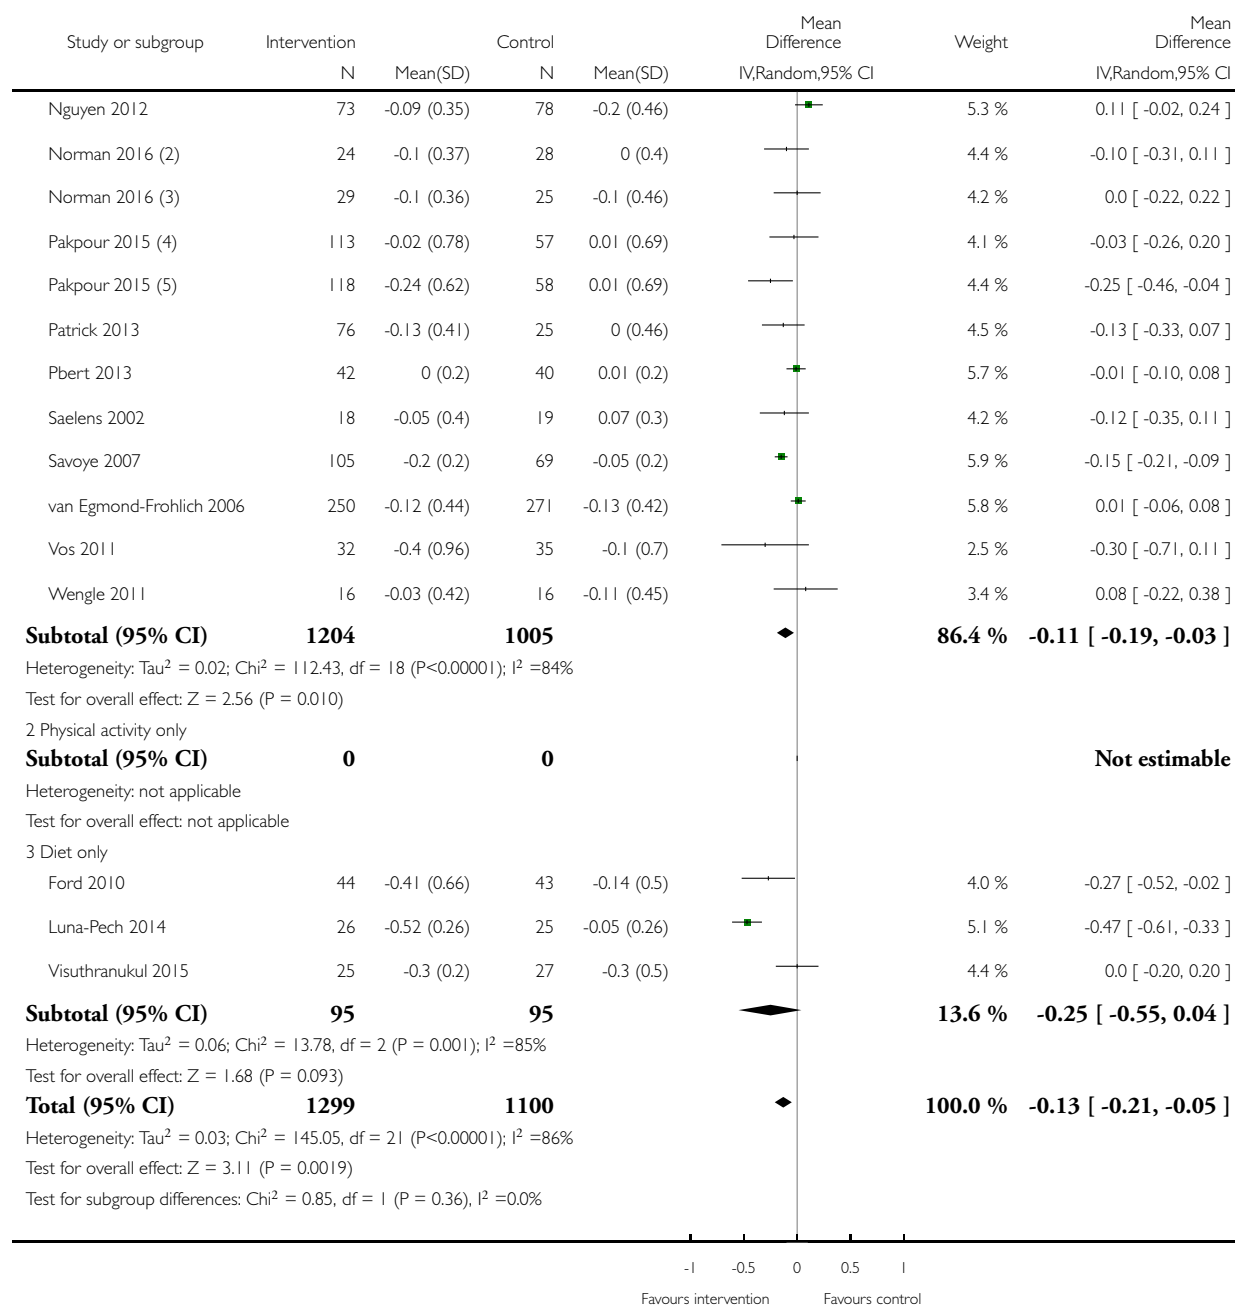 Study or subgroup Intervention Control Mean Difference Weight Mean Difference
N Mean(SD) N Mean(SD) IV,Random,95% CI IV,Random,95% CI
Nguyen 2012 73 -0.09 (0.35) 78 -0.2 (0.46) 5.3 % 0.11 [ -0.02, 0.24 ]
Norman 2016 (2) 24 -0.1 (0.37) 28 0 (0.4) 4.4 % -0.10 [ -0.31, 0.11 ]
Norman 2016 (3) 29 -0.1 (0.36) 25 -0.1 (0.46) 4.2 % 0.0 [ -0.22, 0.22 ]
Pakpour 2015 (4) 113 -0.02 (0.78) 57 0.01 (0.69) 4.1 % -0.03 [ -0.26, 0.20 ]
Pakpour 2015 (5) 118 -0.24 (0.62) 58 0.01 (0.69) 4.4 % -0.25 [ -0.46, -0.04 ]
Patrick 2013 76 -0.13 (0.41) 25 0 (0.46) 4.5 % -0.13 [ -0.33, 0.07 ]
Pbert 2013 42 0 (0.2) 40 0.01 (0.2) 5.7 % -0.01 [ -0.10, 0.08 ]
Saelens 2002 18 -0.05 (0.4) 19 0.07 (0.3) 4.2 % -0.12 [ -0.35, 0.11 ]
Savoye 2007 105 -0.2 (0.2) 69 -0.05 (0.2) 5.9 % -0.15 [ -0.21, -0.09 ]
van Egmond-Frohlich 2006 250 -0.12 (0.44) 271 -0.13 (0.42) 5.8 % 0.01 [ -0.06, 0.08 ]
Vos 2011 32 -0.4 (0.96) 35 -0.1 (0.7) 2.5 % -0.30 [ -0.71, 0.11 ]
Wengle 2011 16 -0.03 (0.42) 16 -0.11 (0.45) 3.4 % 0.08 [ -0.22, 0.38 ]
Subtotal (95% CI) 1204 1005 86.4 % -0.11 [ -0.19, -0.03 ]
Heterogeneity: Tau² = 0.02; Chi² = 112.43, df = 18 (P<0.00001); I² =84%
Test for overall effect: Z = 2.56 (P = 0.010)
2 Physical activity only
Subtotal (95% CI) 0 0 Not estimable
Heterogeneity: not applicable
Test for overall effect: not applicable
3 Diet only
Ford 2010 44 -0.41 (0.66) 43 -0.14 (0.5) 4.0 % -0.27 [ -0.52, -0.02 ]
Luna-Pech 2014 26 -0.52 (0.26) 25 -0.05 (0.26) 5.1 % -0.47 [ -0.61, -0.33 ]
Visuthranukul 2015 25 -0.3 (0.2) 27 -0.3 (0.5) 4.4 % 0.0 [ -0.20, 0.20 ]
Subtotal (95% CI) 95 95 13.6 % -0.25 [ -0.55, 0.04 ]
Heterogeneity: Tau² = 0.06; Chi² = 13.78, df = 2 (P = 0.001); I² =85%
Test for overall effect: Z = 1.68 (P = 0.093)
Total (95% CI) 1299 1100 100.0 % -0.13 [ -0.21, -0.05 ]
Heterogeneity: Tau² = 0.03; Chi² = 145.05, df = 21 (P<0.00001); I² =86%
Test for overall effect: Z = 3.11 (P = 0.0019)
Test for subgroup differences: Chi² = 0.85, df = 1 (P = 0.36), I² =0.0%
-1 -0.5 0 0.5 1
Favours intervention Favours control